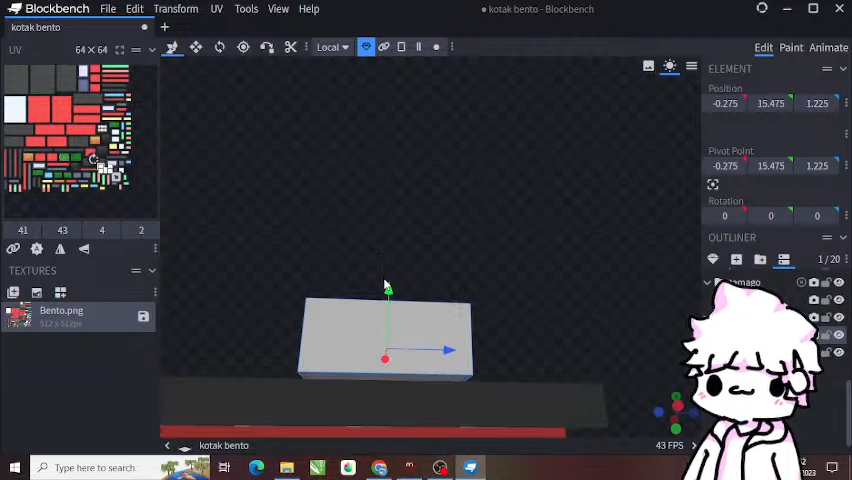 File Edit Transform UV Tools View Help
kotak bento - Blockbench
kotak bento
UV 64 × 64
Local
Edit Paint Animate
ELEMENT
Position
-0.275 15.475 1.225
Pivot Point
-0.275 15.475 1.225
Rotation
0 0 0
41 43 4 2
OUTLINER
1 / 20
TEXTURES
Bento.png
512 x 512px
kotak bento
43 FPS
Type here to search